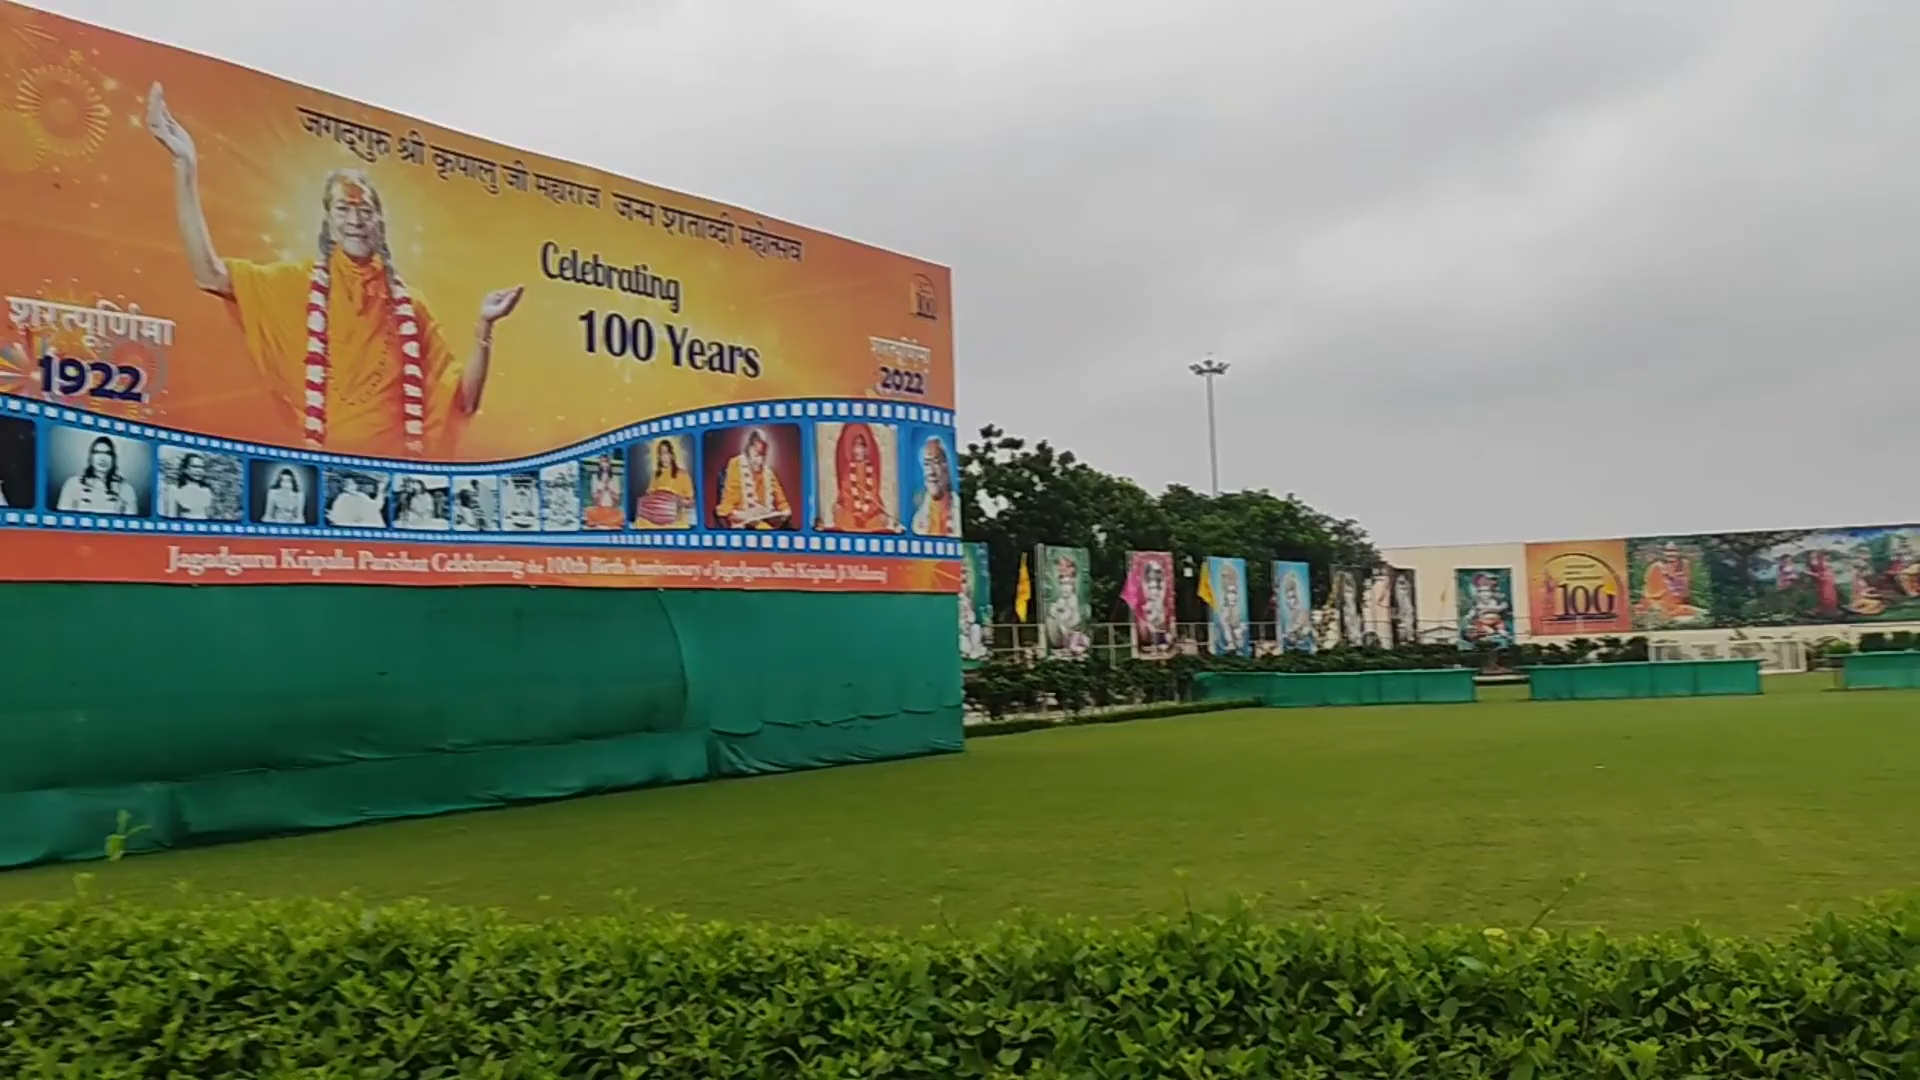 जगद्गुरु श्री कृपालु जी महाराज जन्म शताब्दी महोत्सव
Celebrating
100 Years
शरत्पूर्णिमा
1922
100
शरत्पूर्णिमा
2022
Jagadguru Kripalu Parishat Celebrating the 100th Birth Anniversary of Jagadguru Shri Kripalu Ji Maharaj
100